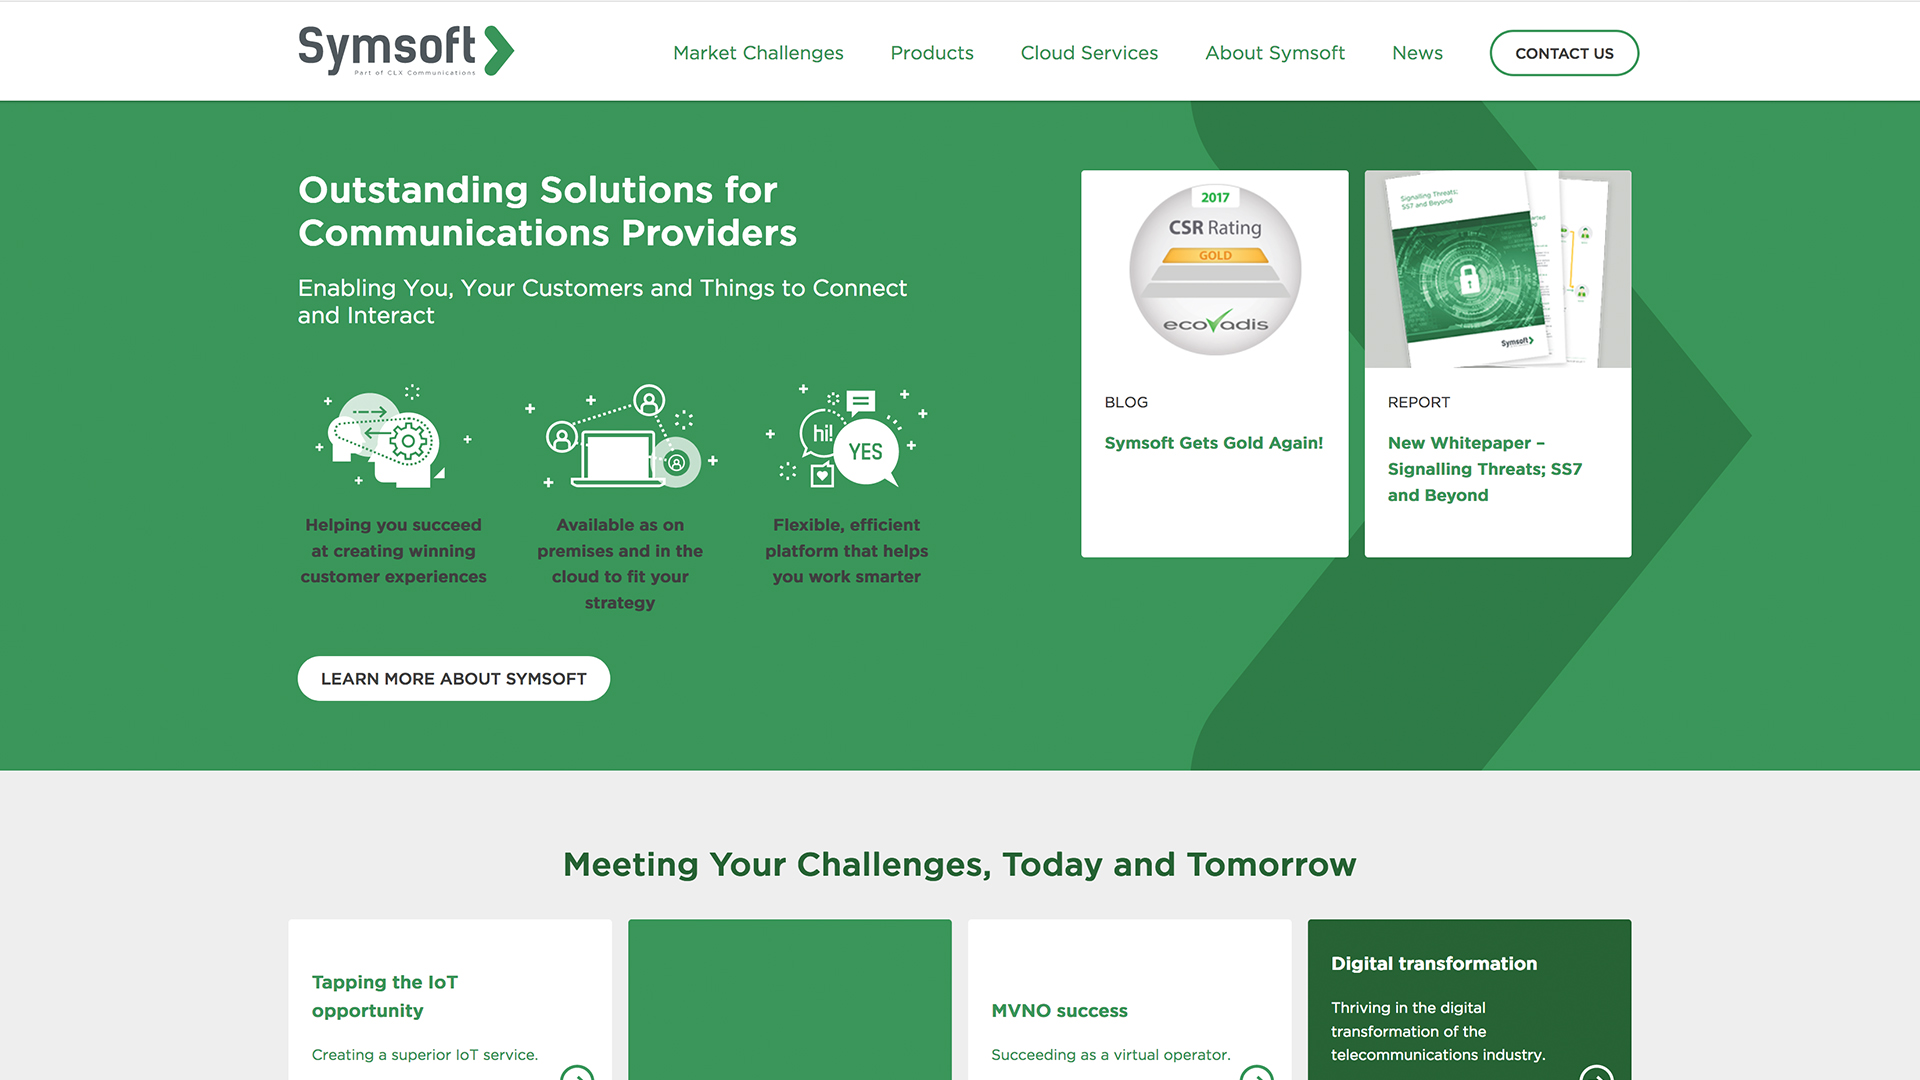 Symsoft
Part of CLX Communications
Market Challenges
Products
Cloud Services
About Symsoft
News
CONTACT US
Outstanding Solutions for
Communications Providers
Enabling You, Your Customers and Things to Connect
and Interact
hi!
YES
Helping you succeed
at creating winning
customer experiences
Available as on
premises and in the
cloud to fit your
strategy
Flexible, efficient
platform that helps
you work smarter
LEARN MORE ABOUT SYMSOFT
2017
CSR Rating
GOLD
ecovadis
BLOG
Symsoft Gets Gold Again!
Signalling Threats;
SS7 and Beyond
Symsoft
REPORT
New Whitepaper –
Signalling Threats; SS7
and Beyond
Meeting Your Challenges, Today and Tomorrow
Tapping the IoT
opportunity
Creating a superior IoT service.
MVNO success
Succeeding as a virtual operator.
Digital transformation
Thriving in the digital
transformation of the
telecommunications industry.